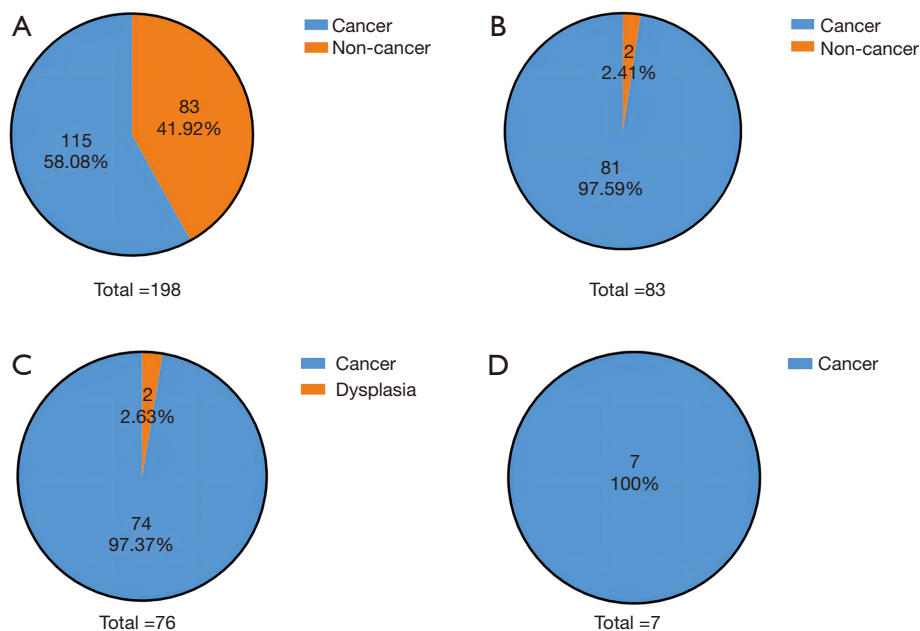 A
Cancer
Non-cancer
83
41.92%
115
58.08%
Total =198
B
Cancer
Non-cancer
2
2.41%
81
97.59%
Total =83
C
Cancer
Dysplasia
2
2.63%
74
97.37%
Total =76
D
Cancer
7
100%
Total =7